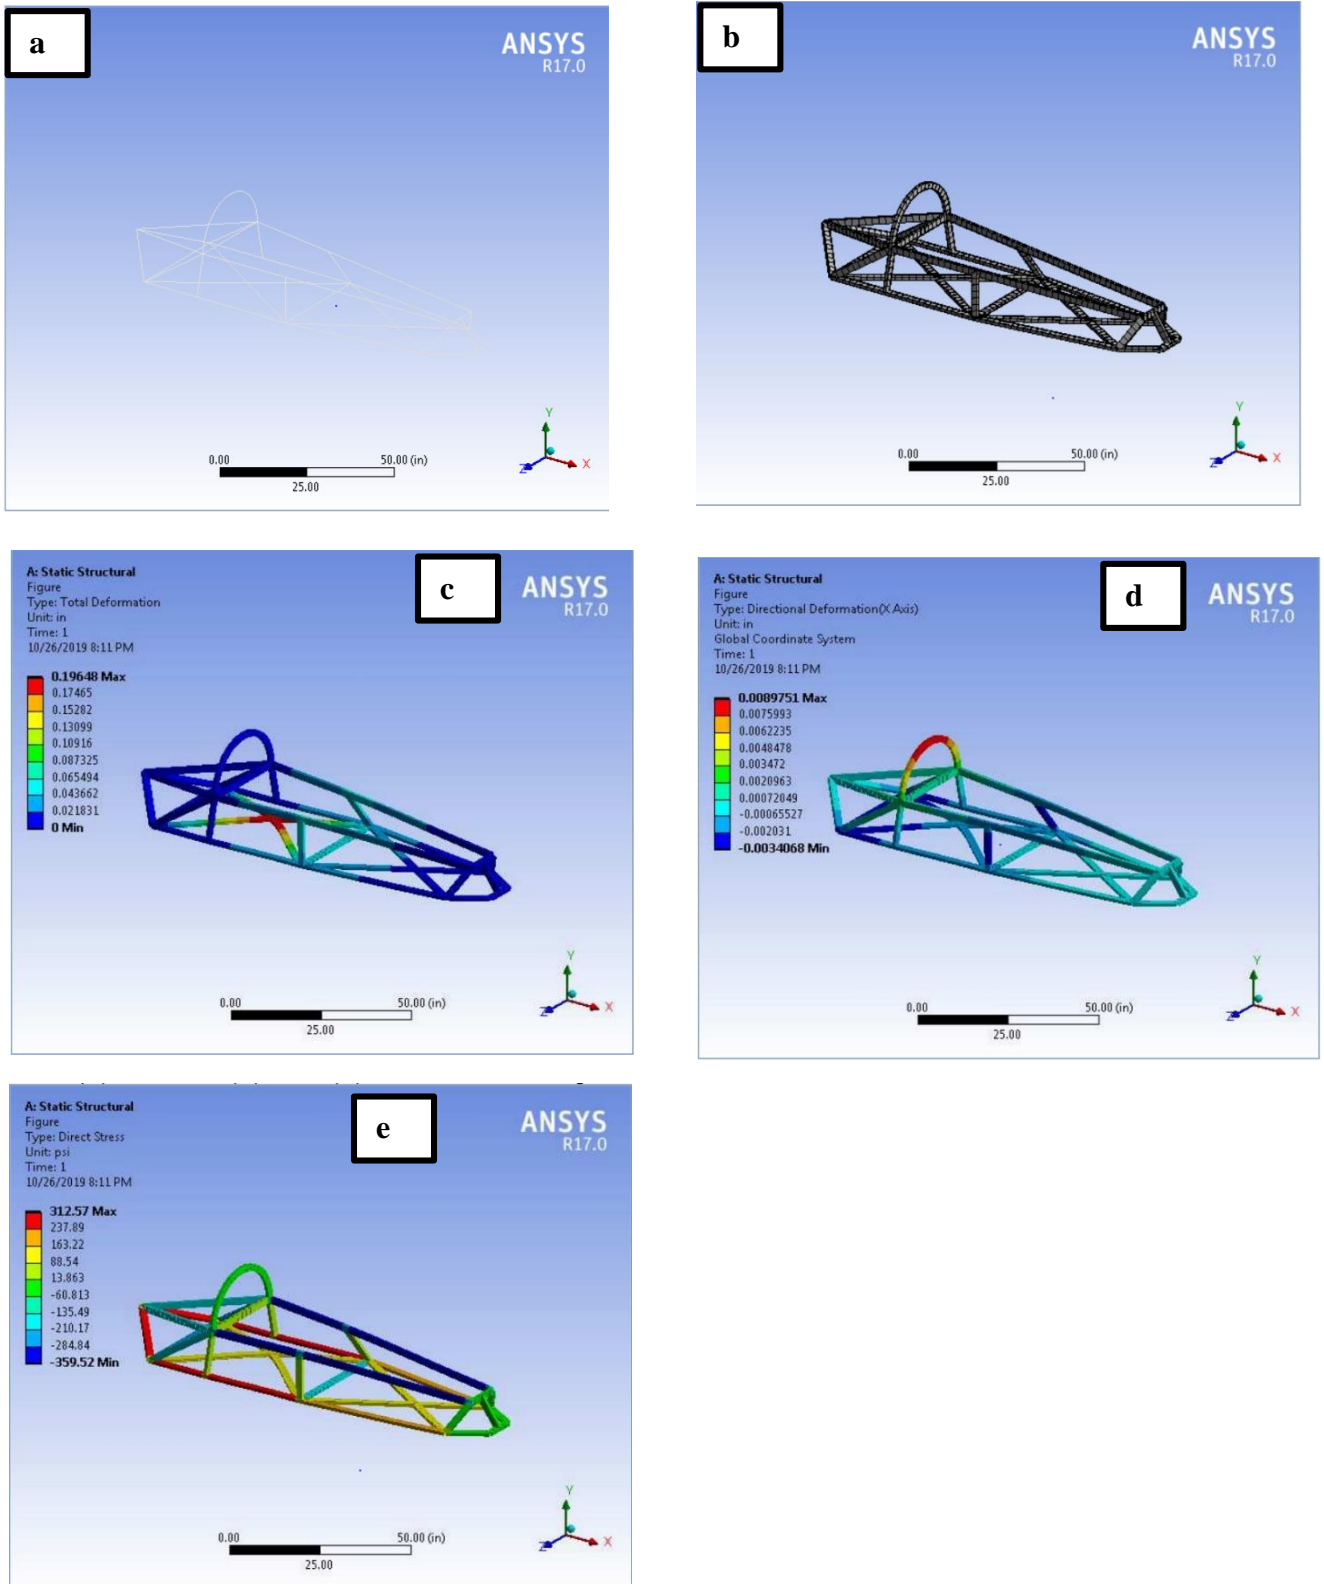 a
ANSYS
R17.0
Y
X
Z
0.00
50.00 (in)
25.00
b
ANSYS
R17.0
Y
X
Z
0.00
50.00 (in)
25.00
A: Static Structural
Figure
Type: Total Deformation
Unit: in
Time: 1
10/26/2019 8:11 PM
c
ANSYS
R17.0
0.19648 Max
0.17465
0.15282
0.13099
0.10916
0.087325
0.065494
0.043662
0.021831
0 Min
Y
X
Z
0.00
50.00 (in)
25.00
A: Static Structural
Figure
Type: Directional Deformation(X Axis)
Unit: in
Global Coordinate System
Time: 1
10/26/2019 8:11 PM
d
ANSYS
R17.0
0.0089751 Max
0.0075993
0.0062235
0.0048478
0.003472
0.0020963
0.00072049
-0.00065527
-0.002031
-0.0034068 Min
Y
X
Z
0.00
50.00 (in)
25.00
A: Static Structural
Figure
Type: Direct Stress
Unit: psi
Time: 1
10/26/2019 8:11 PM
e
ANSYS
R17.0
312.57 Max
237.89
163.22
88.54
13.863
-60.813
-135.49
-210.17
-284.84
-359.52 Min
Y
X
Z
0.00
50.00 (in)
25.00